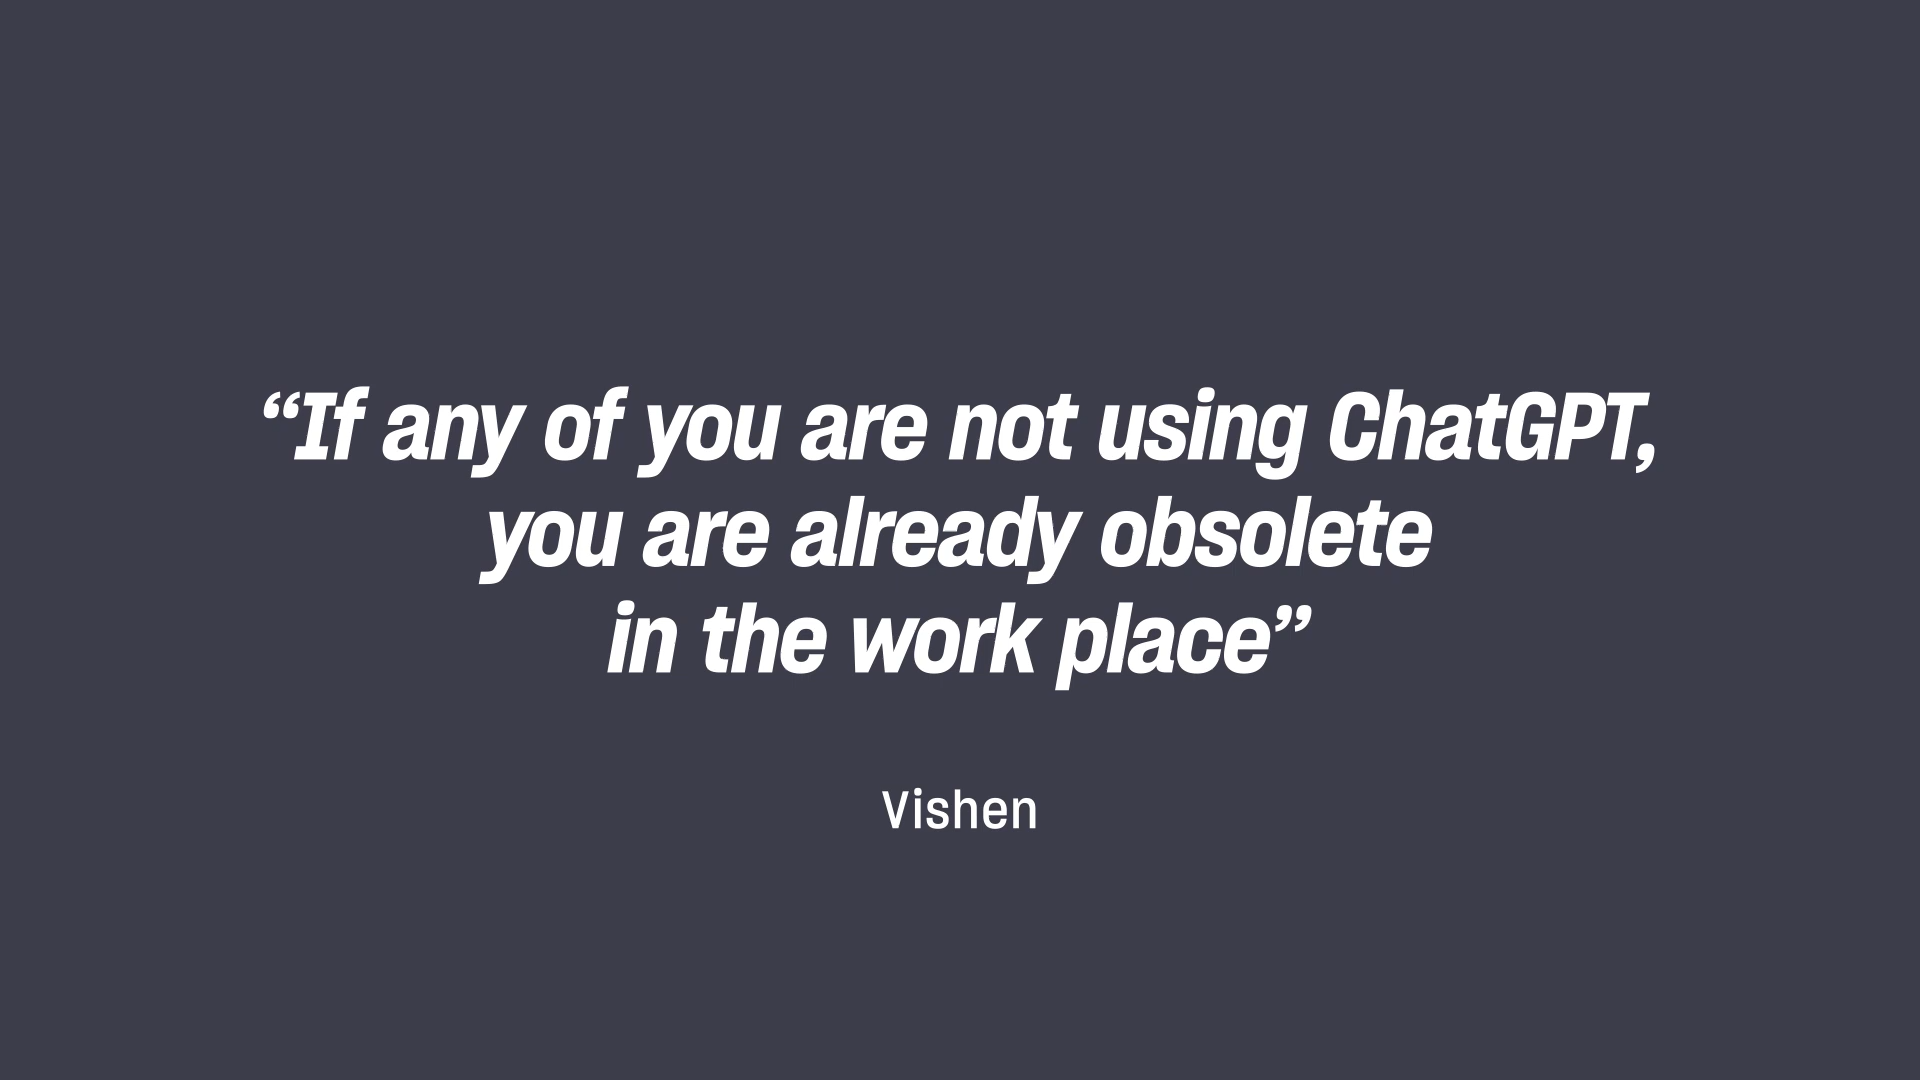 “If any of you are not using ChatGPT,
you are already obsolete
in the work place”
Vishen